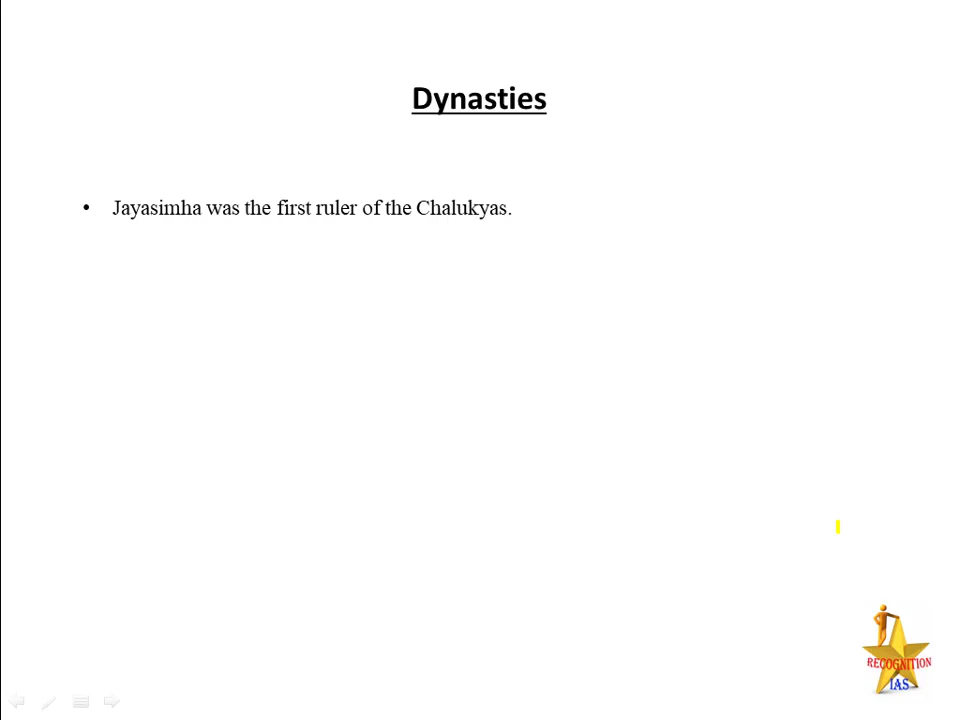 Dynasties
• Jayasimha was the first ruler of the Chalukyas.
RECOGNITION
IAS